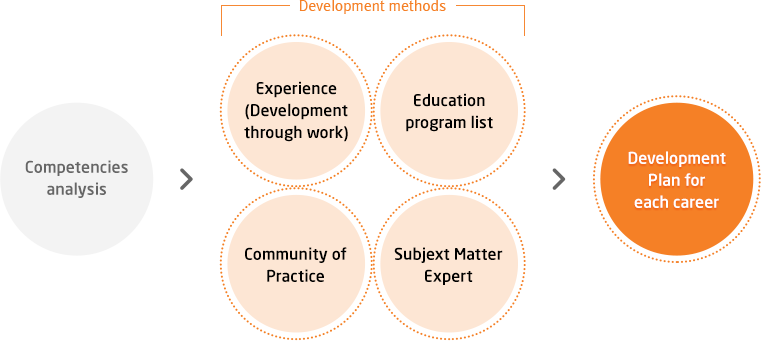 Development methods
Competencies
analysis
Experience
(Development
through work)
Education
program list
Community of
Practice
Subjext Matter
Expert
Development
Plan for
each career